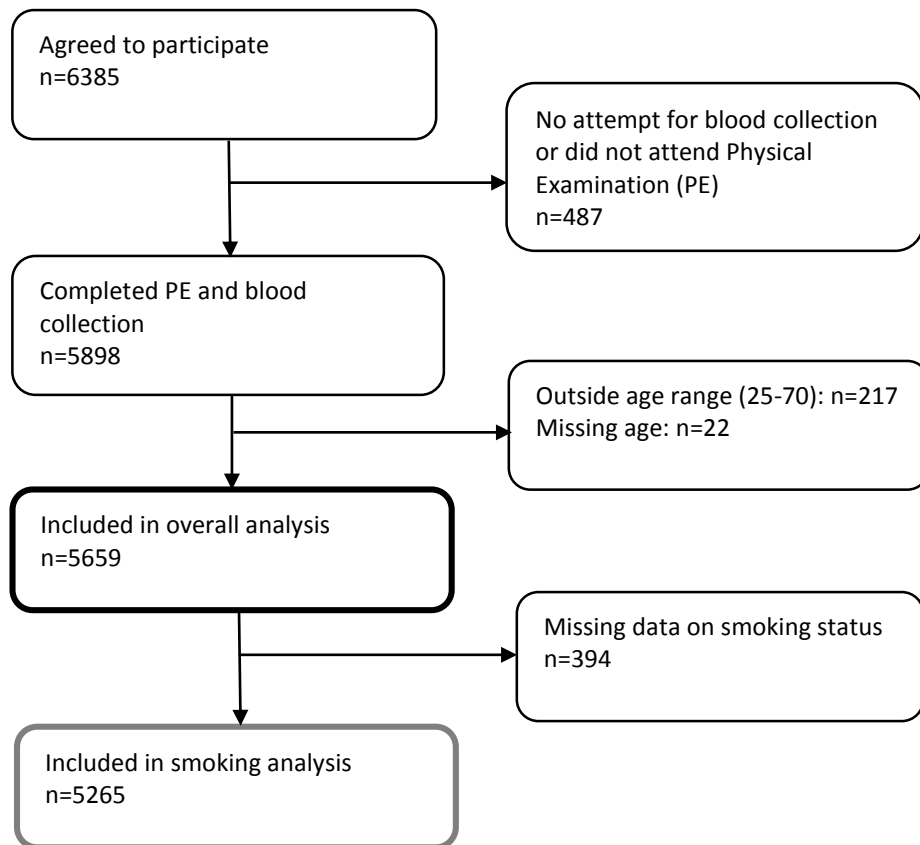 Agreed to participate
n=6385
No attempt for blood collection
or did not attend Physical
Examination (PE)
n=487
Completed PE and blood
collection
n=5898
Outside age range (25-70): n=217
Missing age: n=22
Included in overall analysis
n=5659
Missing data on smoking status
n=394
Included in smoking analysis
n=5265